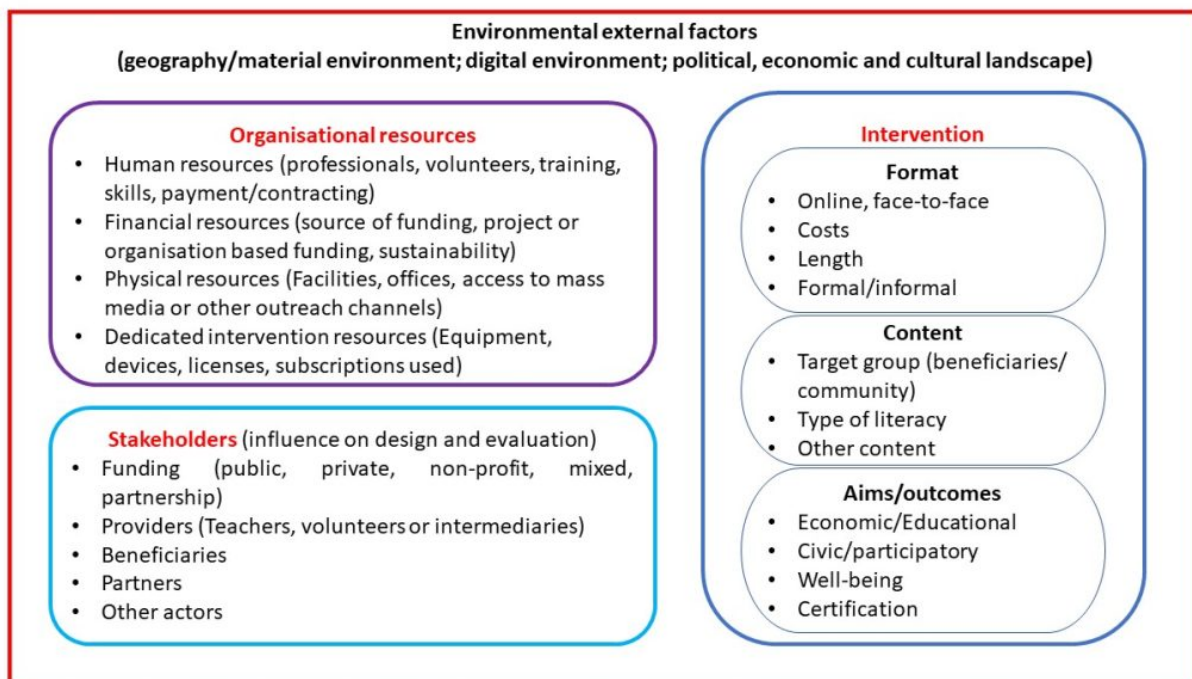 Environmental external factors
(geography/material environment; digital environment; political, economic and cultural landscape)
Organisational resources
• Human resources (professionals, volunteers, training,
skills, payment/contracting)
• Financial resources (source of funding, project or
organisation based funding, sustainability)
• Physical resources (Facilities, offices, access to mass
media or other outreach channels)
• Dedicated intervention resources (Equipment,
devices, licenses, subscriptions used)
Stakeholders (influence on design and evaluation)
• Funding (public, private, non-profit, mixed,
partnership)
• Providers (Teachers, volunteers or intermediaries)
• Beneficiaries
• Partners
• Other actors
Intervention
Format
• Online, face-to-face
• Costs
• Length
• Formal/informal
Content
• Target group (beneficiaries/
community)
• Type of literacy
• Other content
Aims/outcomes
• Economic/Educational
• Civic/participatory
• Well-being
• Certification